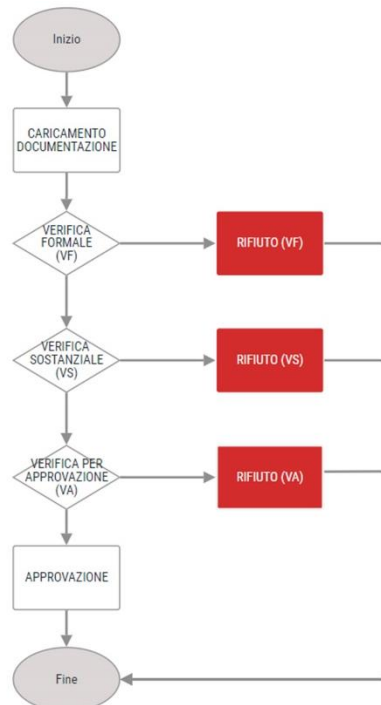 Inizio
CARICAMENTO
DOCUMENTAZIONE
VERIFICA
FORMALE
(VF)
RIFIUTO (VF)
VERIFICA
SOSTANZIALE
(VS)
RIFIUTO (VS)
VERIFICA PER
APPROVAZIONE
(VA)
RIFIUTO (VA)
APPROVAZIONE
Fine